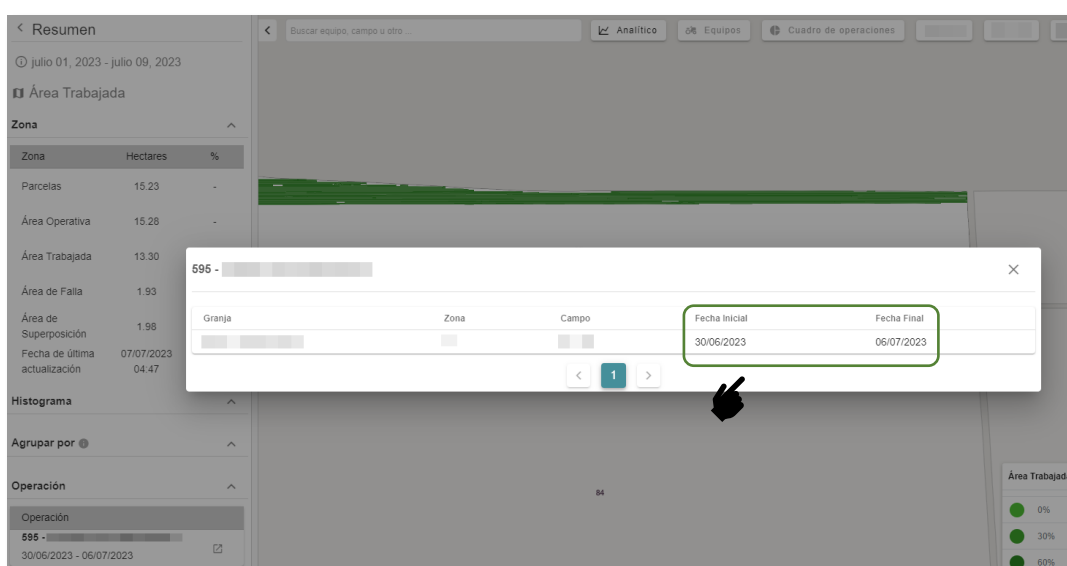 Resumen
Buscar equipo, campo u otro ...
Analítico
Equipos
Cuadro de operaciones
julio 01, 2023 - julio 09, 2023
Área Trabajada
Zona
Zona Hectares %
Parcelas 15.23 -
Área Operativa 15.28 -
Área Trabajada 13.30
Área de Falla 1.93
Área de
Superposición 1.98
Fecha de última 07/07/2023
actualización 04:47
Histograma
Agrupar por
Operación
Operación
595 -
30/06/2023 - 06/07/2023
595 -
Granja Zona Campo Fecha Inicial Fecha Final
30/06/2023 06/07/2023
1
84
Área Trabajad
0%
30%
60%